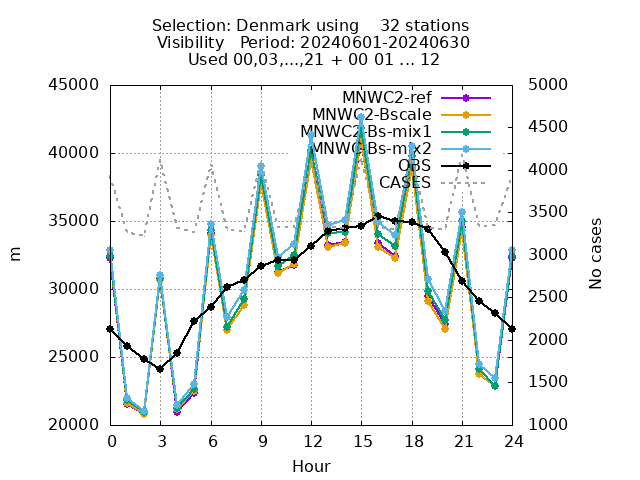 Selection: Denmark using    32 stations
Visibility   Period: 20240601-20240630
Used 00,03,...,21 + 00 01 ... 12
45000
40000
35000
30000
25000
20000
m
5000
4500
4000
3500
3000
2500
2000
1500
1000
No cases
MNWC2-ref
MNWC2-Bscale
MNWC2-Bs-mix1
MNWC2-Bs-mix2
OBS
CASES
0 3 6 9 12 15 18 21 24
Hour